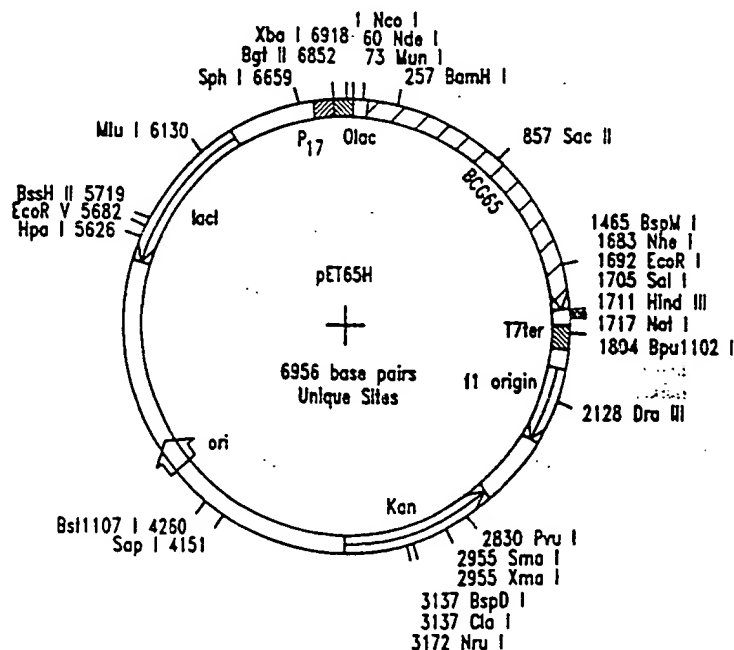 1 Nco I
Xba I 6918
60 Nde I
Bgt II 6852
73 Mun I
Sph I 6659
257 BamH I
Mlu I 6130
P17
Olac
857 Sac II
BCG65
BssH II 5719
EcoR V 5682
Hpa I 5626
lacI
1465 BspM I
1683 Nhe I
1692 EcoR I
1705 Sal I
1711 Hind III
1717 Not I
1804 Bpu1102 I
pET65H
T7ter
6956 base pairs
Unique Sites
f1 origin
2128 Dra III
ori
Kan
Bst1107 I 4260
Sap I 4151
2830 Pvu I
2955 Sma I
2955 Xma I
3137 BspD I
3137 Cla I
3172 Nru I